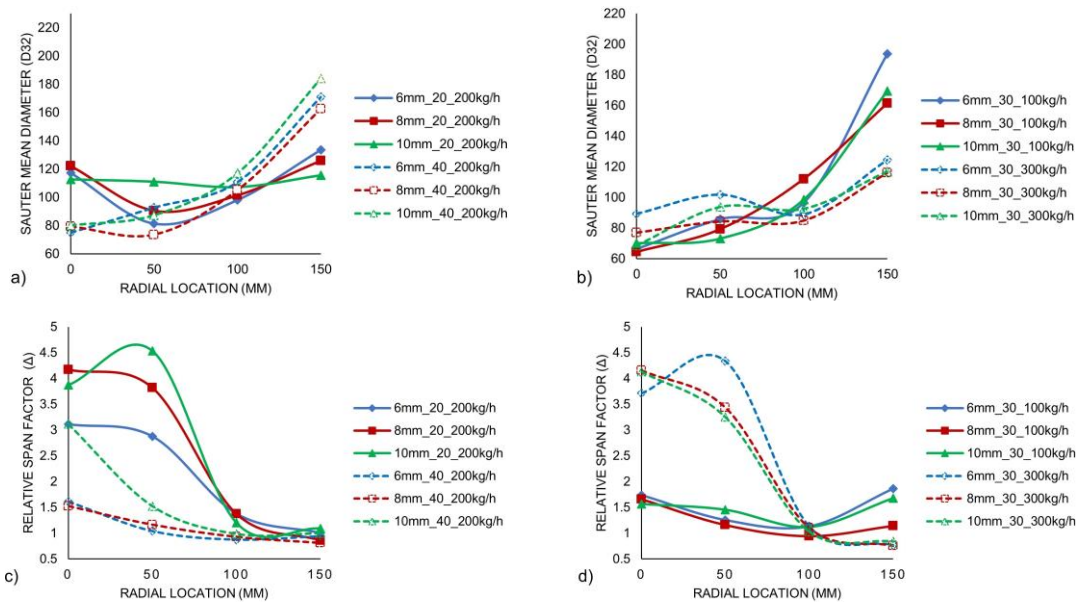 SAUTER MEAN DIAMETER (D32)
220
200
180
160
140
120
100
80
60
0
50
100
150
RADIAL LOCATION (MM)
a)
6mm_20_200kg/h
8mm_20_200kg/h
10mm_20_200kg/h
6mm_40_200kg/h
8mm_40_200kg/h
10mm_40_200kg/h
SAUTER MEAN DIAMETER (D32)
220
200
180
160
140
120
100
80
60
0
50
100
150
RADIAL LOCATION (MM)
b)
6mm_30_100kg/h
8mm_30_100kg/h
10mm_30_100kg/h
6mm_30_300kg/h
8mm_30_300kg/h
10mm_30_300kg/h
RELATIVE SPAN FACTOR (Δ)
5
4.5
4
3.5
3
2.5
2
1.5
1
0.5
0
50
100
150
RADIAL LOCATION (MM)
c)
6mm_20_200kg/h
8mm_20_200kg/h
10mm_20_200kg/h
6mm_40_200kg/h
8mm_40_200kg/h
10mm_40_200kg/h
RELATIVE SPAN FACTOR (Δ)
5
4.5
4
3.5
3
2.5
2
1.5
1
0.5
0
50
100
150
RADIAL LOCATION (MM)
d)
6mm_30_100kg/h
8mm_30_100kg/h
10mm_30_100kg/h
6mm_30_300kg/h
8mm_30_300kg/h
10mm_30_300kg/h